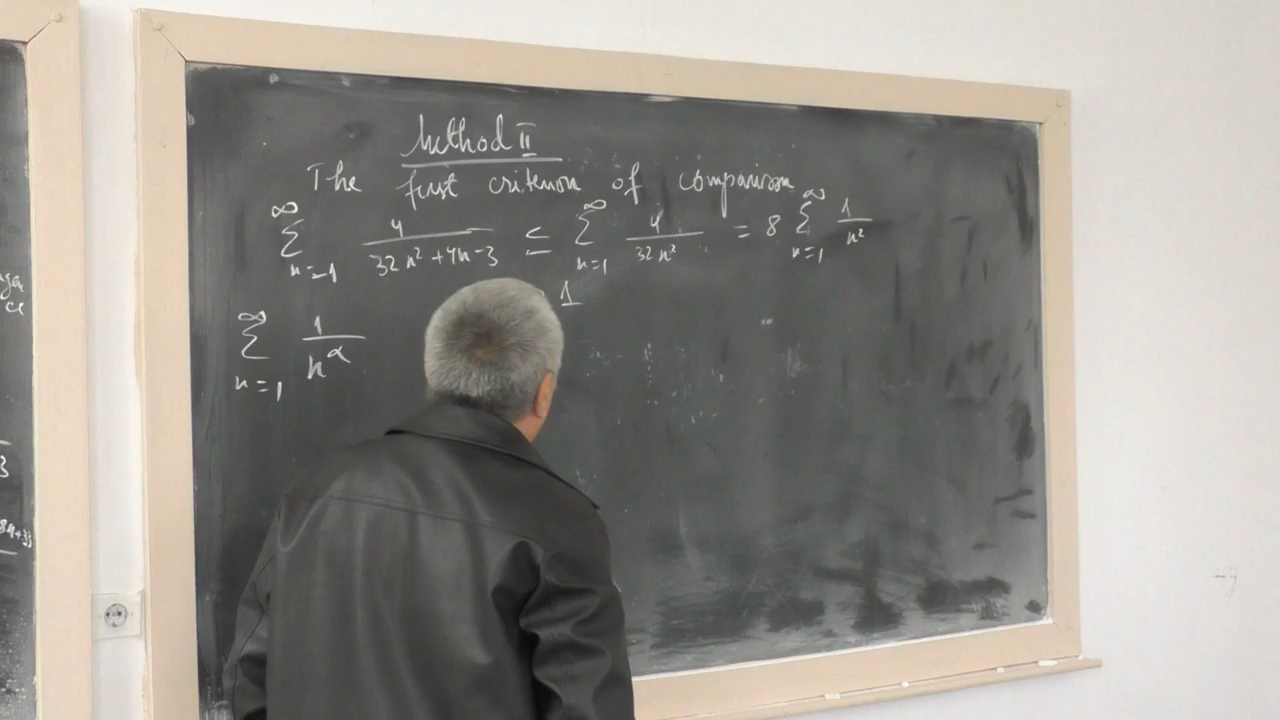 Method II
The first criterion of comparison
∞ ∑ n=1 4/(32n²+4n-3) ≤ ∞ ∑ n=1 4/(32n²) = 8 ∞ ∑ n=1 1/n²
1
∞ ∑ n=1 1/n^α